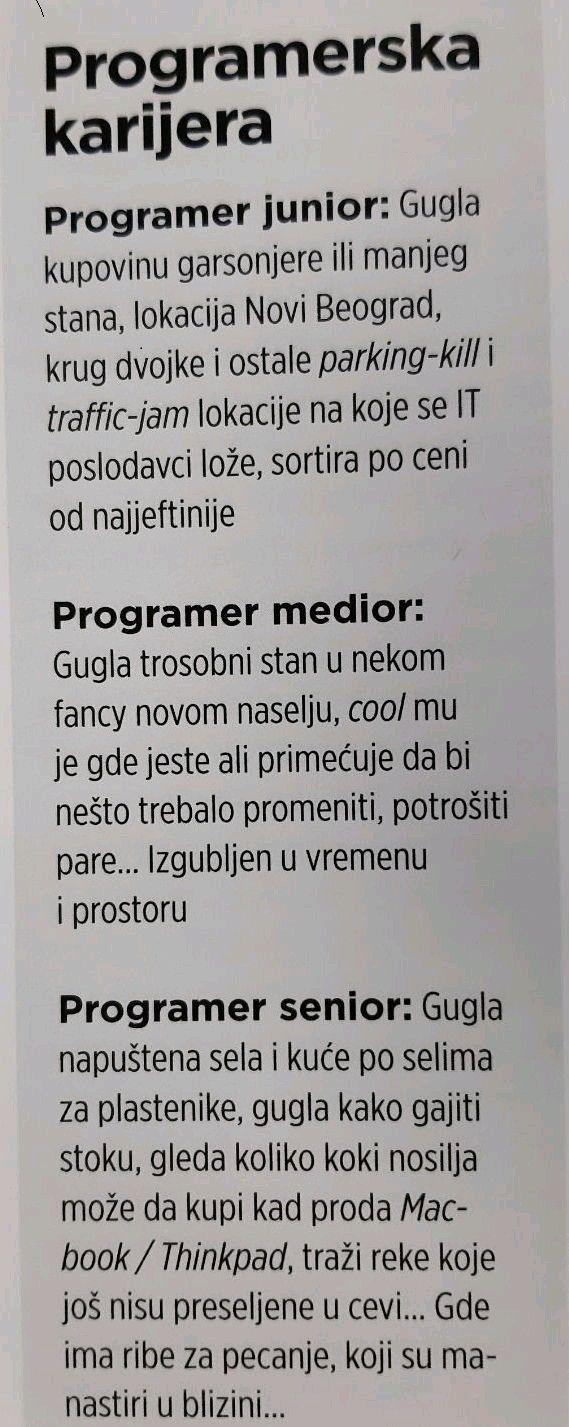 Programerska
karijera
Programer junior: Gugla
kupovinu garsonjere ili manjeg
stana, lokacija Novi Beograd,
krug dvojke i ostale parking-kill i
traffic-jam lokacije na koje se IT
poslodavci lože, sortira po ceni
od najjeftinije
Programer medior:
Gugla trosobni stan u nekom
fancy novom naselju, cool mu
je gde jeste ali primećuje da bi
nešto trebalo promeniti, potrošiti
pare... Izgubljen u vremenu
i prostoru
Programer senior: Gugla
napuštena sela i kuće po selima
za plastenike, gugla kako gajiti
stoku, gleda koliko koki nosilja
može da kupi kad proda Mac-
book / Thinkpad, traži reke koje
još nisu preseljene u cevi... Gde
ima ribe za pecanje, koji su ma-
nastiri u blizini...